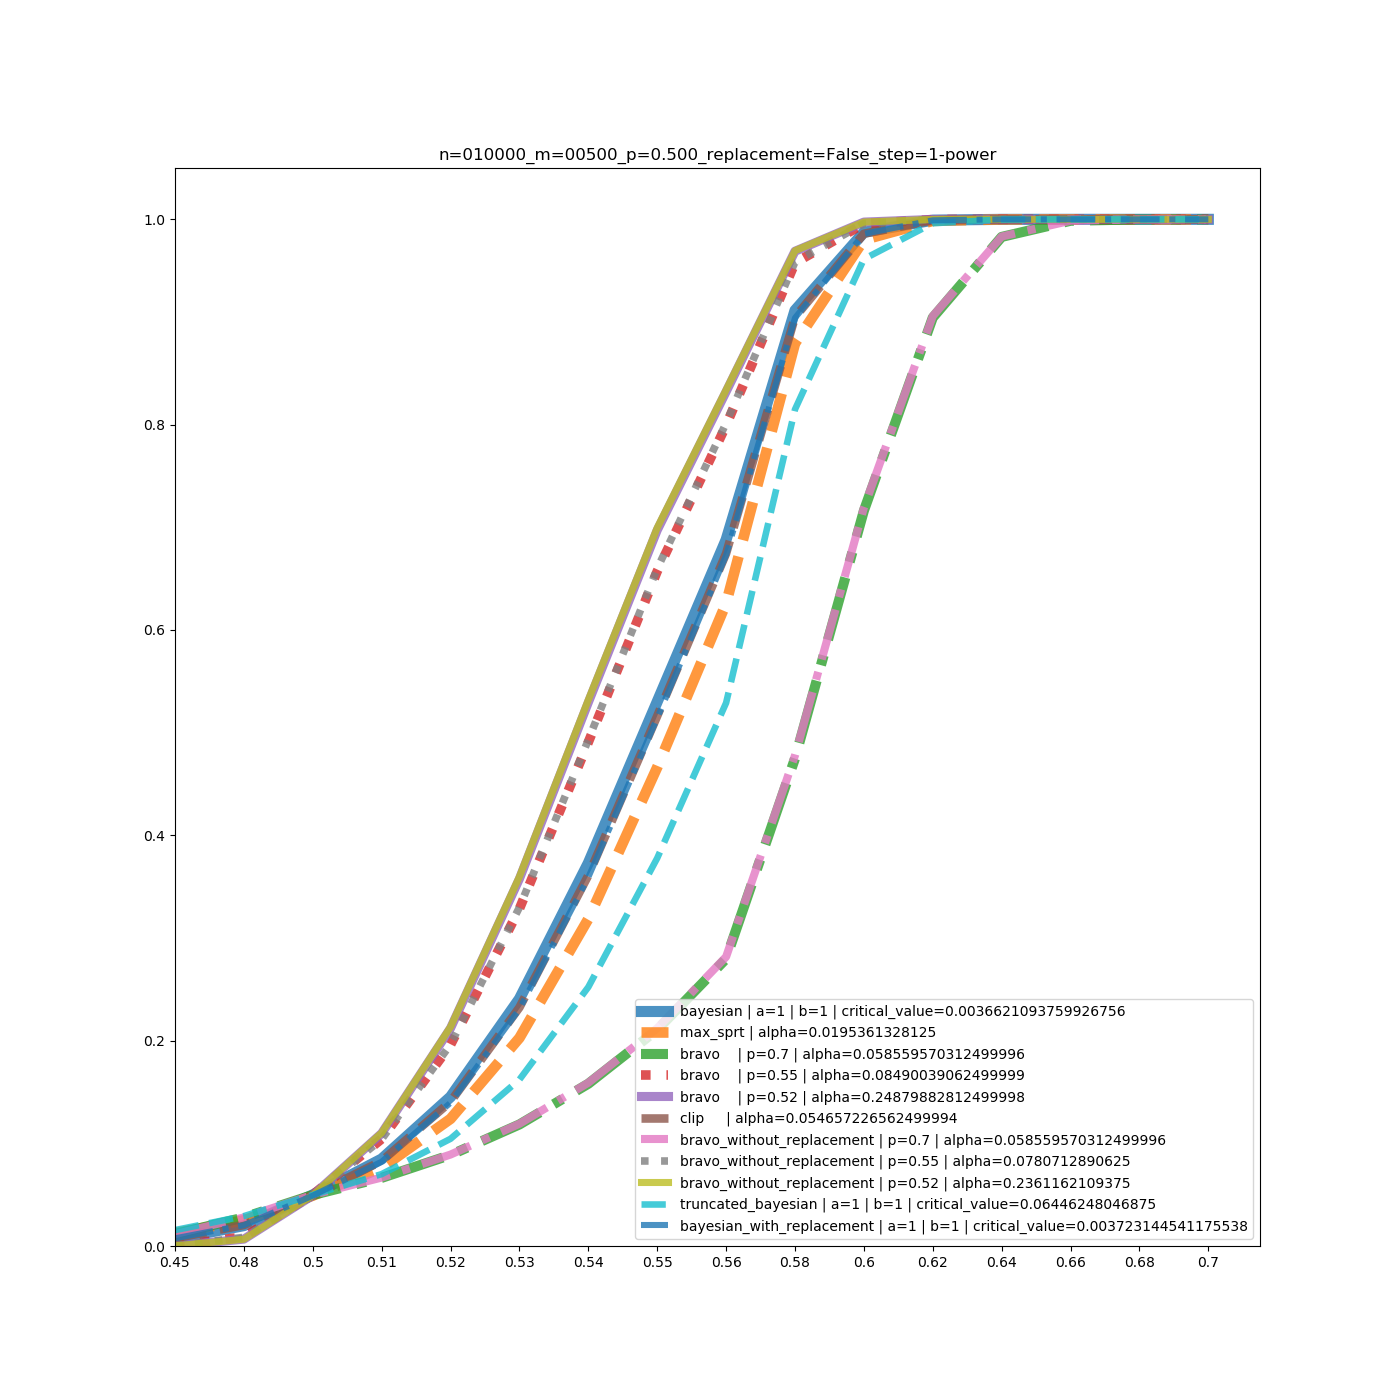 n=010000_m=00500_p=0.500_replacement=False_step=1-power
1.0
0.8
0.6
0.4
0.2
0.0
bayesian | a=1 | b=1 | critical_value=0.0036621093759926756
max_sprt | alpha=0.0195361328125
bravo | p=0.7 | alpha=0.058559570312499996
bravo | p=0.55 | alpha=0.08490039062499999
bravo | p=0.52 | alpha=0.24879882812499998
clip | alpha=0.054657226562499994
bravo_without_replacement | p=0.7 | alpha=0.058559570312499996
bravo_without_replacement | p=0.55 | alpha=0.0780712890625
bravo_without_replacement | p=0.52 | alpha=0.2361162109375
truncated_bayesian | a=1 | b=1 | critical_value=0.06446248046875
bayesian_with_replacement | a=1 | b=1 | critical_value=0.003723144541175538
0.45 0.48 0.5 0.51 0.52 0.53 0.54 0.55 0.56 0.58 0.6 0.62 0.64 0.66 0.68 0.7